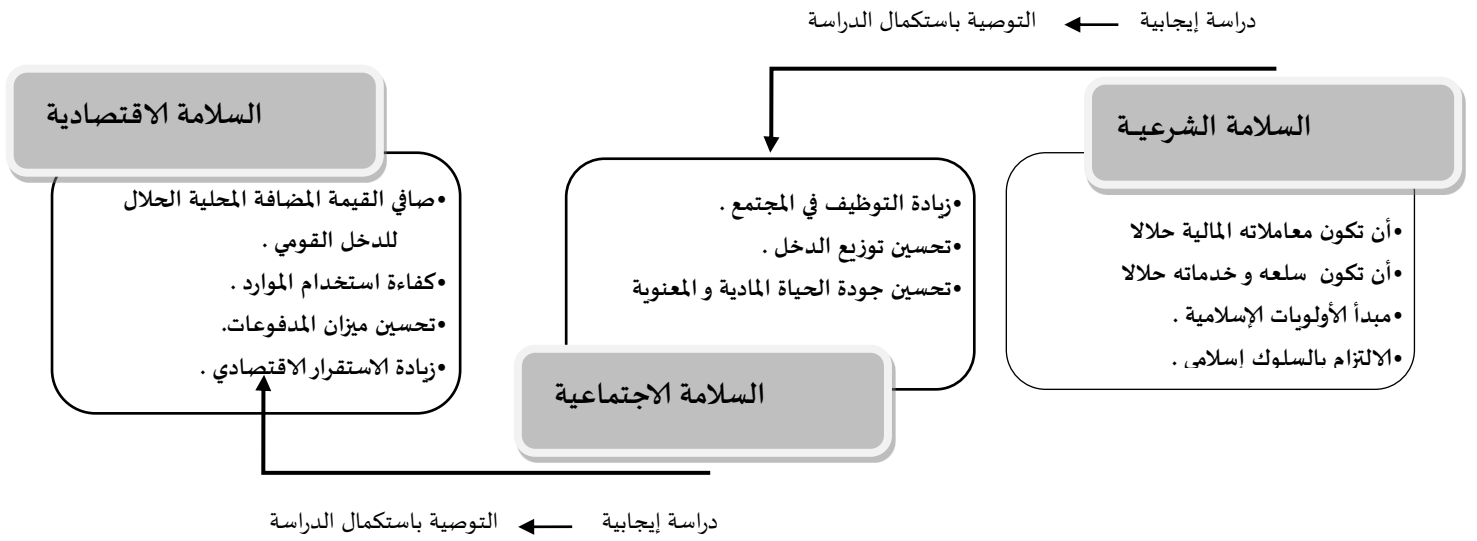 دراسة إيجابية ← التوصية باستكمال الدراسة
السلامة الشرعيـة
•أن تكون معاملاته المالية حلالا
•أن تكون سلعه و خدماته حلالا
•مبدأ الأولويات الإسلامية .
•الالتزام بالسلوك إسلامي .
•زيادة التوظيف في المجتمع .
•تحسين توزيع الدخل .
•تحسين جودة الحياة المادية و المعنوية
السلامة الاجتماعية
السلامة الاقتصادية
•صافي القيمة المضافة المحلية الحلال
للدخل القومي .
•كفاءة استخدام الموارد .
•تحسين ميزان المدفوعات.
•زيادة الاستقرار الاقتصادي .
دراسة إيجابية ← التوصية باستكمال الدراسة